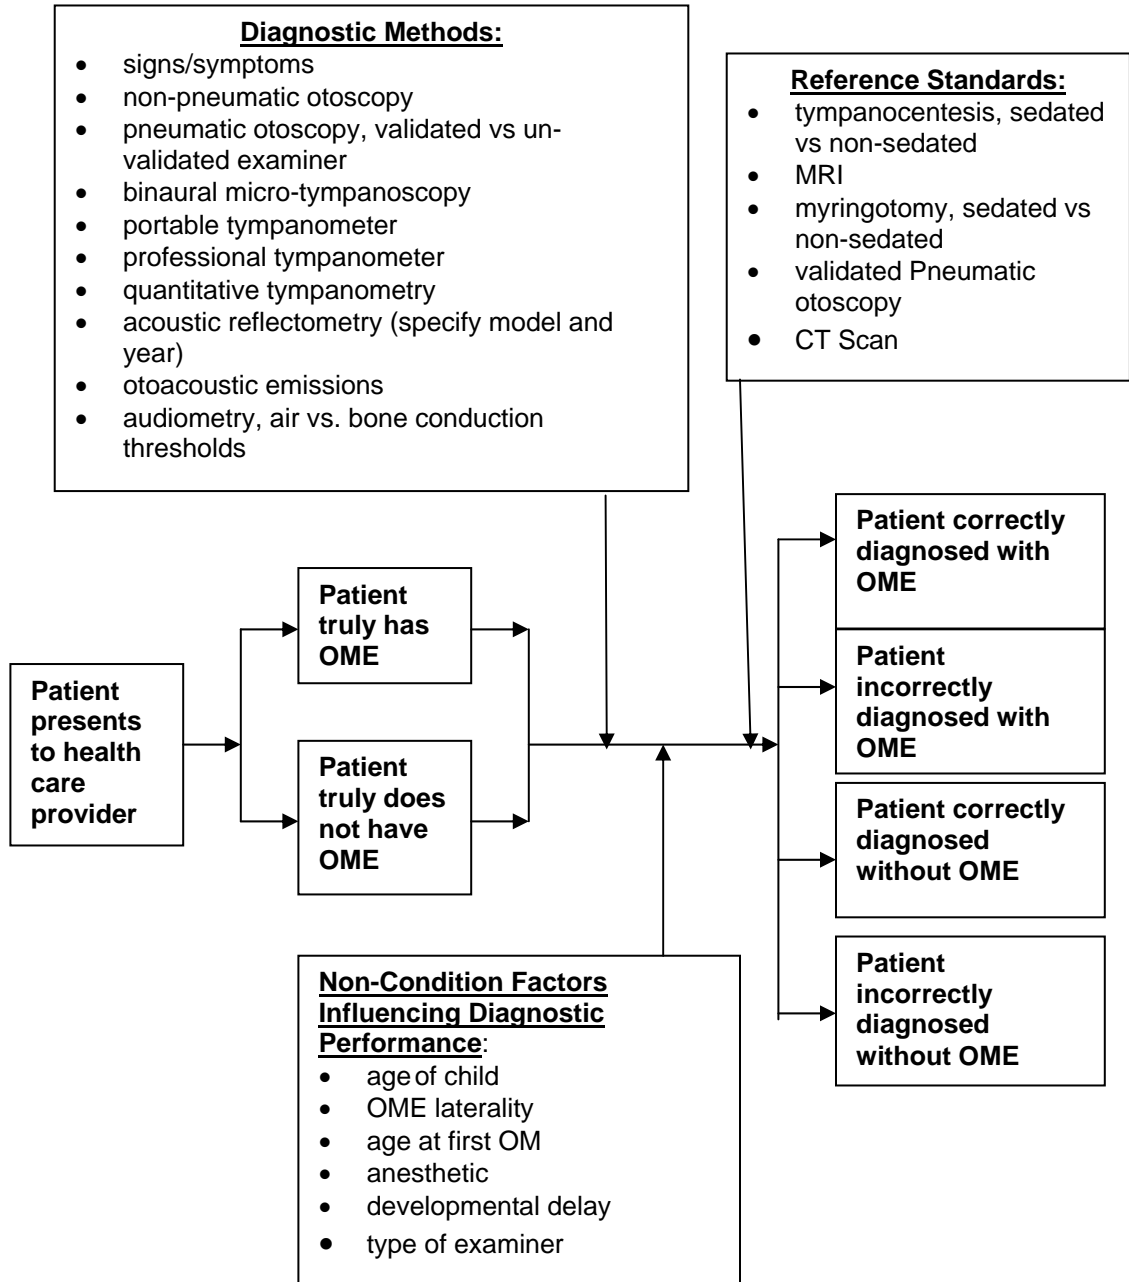 Diagnostic Methods:
• signs/symptoms
• non-pneumatic otoscopy
• pneumatic otoscopy, validated vs un-
validated examiner
• binaural micro-tympanoscopy
• portable tympanometer
• professional tympanometer
• quantitative tympanometry
• acoustic reflectometry (specify model and
year)
• otoacoustic emissions
• audiometry, air vs. bone conduction
thresholds
Reference Standards:
• tympanocentesis, sedated
vs non-sedated
• MRI
• myringotomy, sedated vs
non-sedated
• validated Pneumatic
otoscopy
• CT Scan
Patient
presents
to health
care
provider
Patient
truly has
OME
Patient
truly does
not have
OME
Patient correctly
diagnosed with
OME
Patient
incorrectly
diagnosed with
OME
Patient correctly
diagnosed
without OME
Patient
incorrectly
diagnosed
without OME
Non-Condition Factors
Influencing Diagnostic
Performance:
• age of child
• OME laterality
• age at first OM
• anesthetic
• developmental delay
• type of examiner